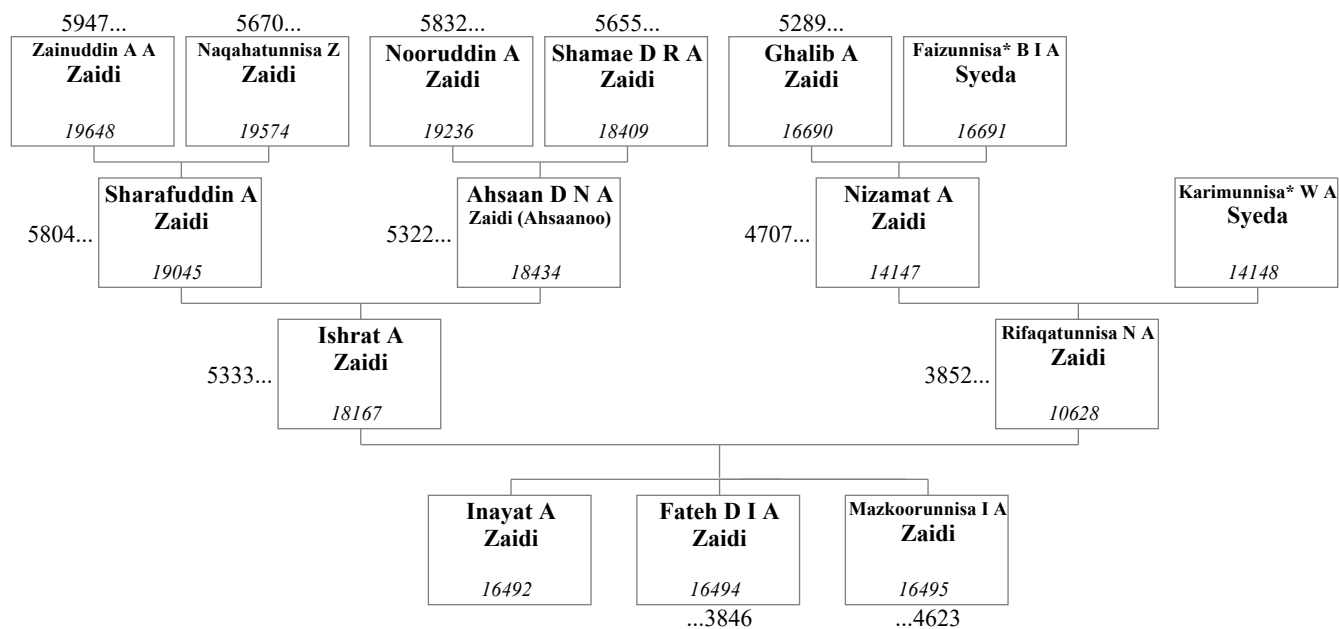 5947...
5670...
5832...
5655...
5289...
Zainuddin A A
Zaidi
19648
Naqahatunnisa Z
Zaidi
19574
Nooruddin A
Zaidi
19236
Shamae D R A
Zaidi
18409
Ghalib A
Zaidi
16690
Faizunnisa* B I A
Syeda
16691
5804...
Sharafuddin A
Zaidi
19045
5322...
Ahsaan D N A
Zaidi (Ahsaanoo)
18434
4707...
Nizamat A
Zaidi
14147
Karimunnisa* W A
Syeda
14148
5333...
Ishrat A
Zaidi
18167
3852...
Rifaqatunnisa N A
Zaidi
10628
Inayat A
Zaidi
16492
Fateh D I A
Zaidi
16494
...3846
Mazkoorunnisa I A
Zaidi
16495
...4623